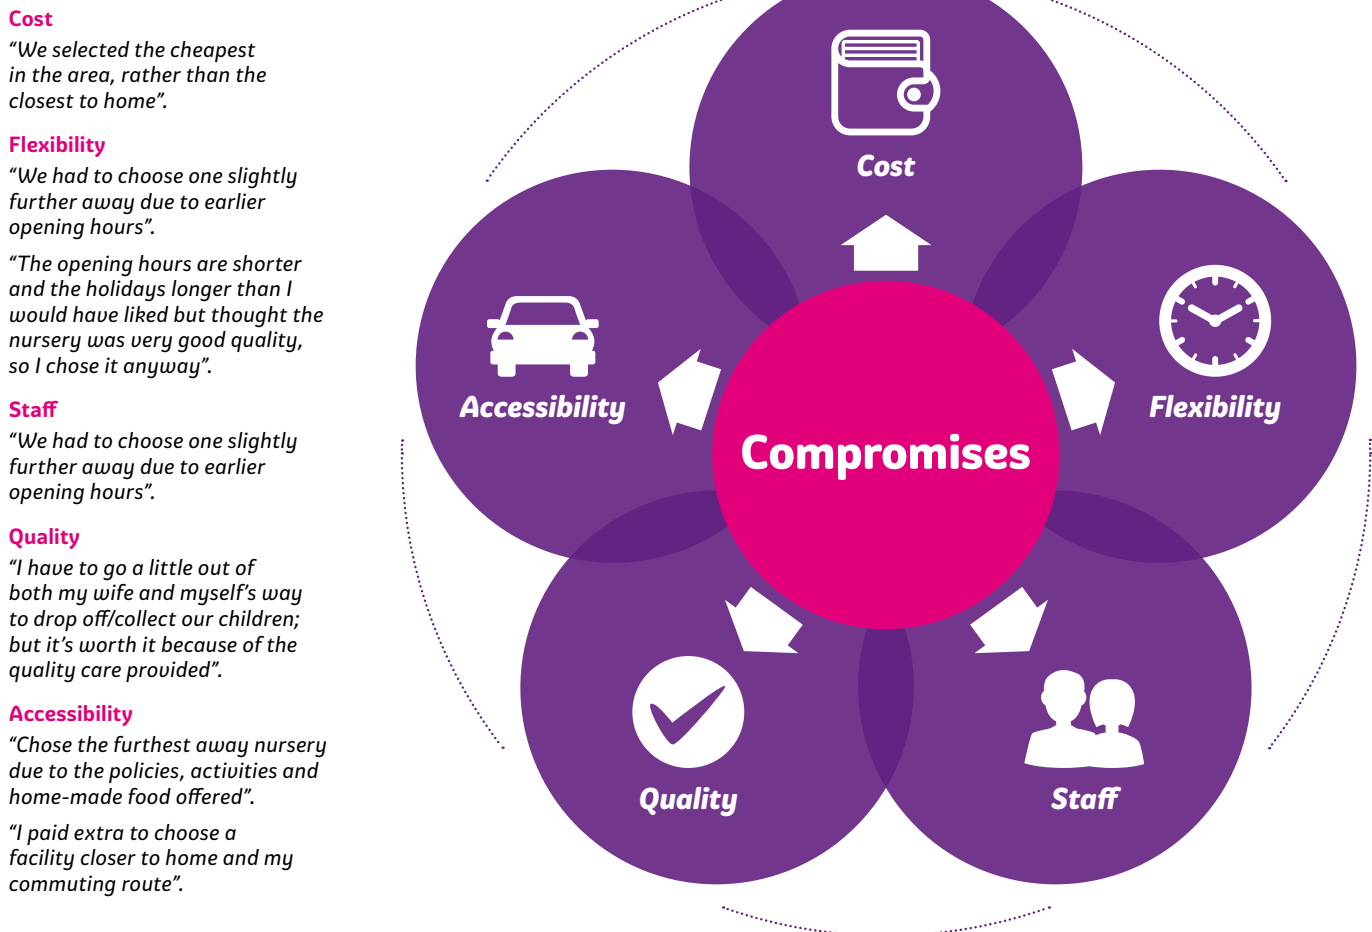 Cost
“We selected the cheapest
in the area, rather than the
closest to home”.
Flexibility
“We had to choose one slightly
further away due to earlier
opening hours”.
“The opening hours are shorter
and the holidays longer than I
would have liked but thought the
nursery was very good quality,
so I chose it anyway”.
Staff
“We had to choose one slightly
further away due to earlier
opening hours”.
Quality
“I have to go a little out of
both my wife and myself’s way
to drop off/collect our children;
but it’s worth it because of the
quality care provided”.
Accessibility
“Chose the furthest away nursery
due to the policies, activities and
home-made food offered”.
“I paid extra to choose a
facility closer to home and my
commuting route”.
Cost
Accessibility
Flexibility
Compromises
Quality
Staff